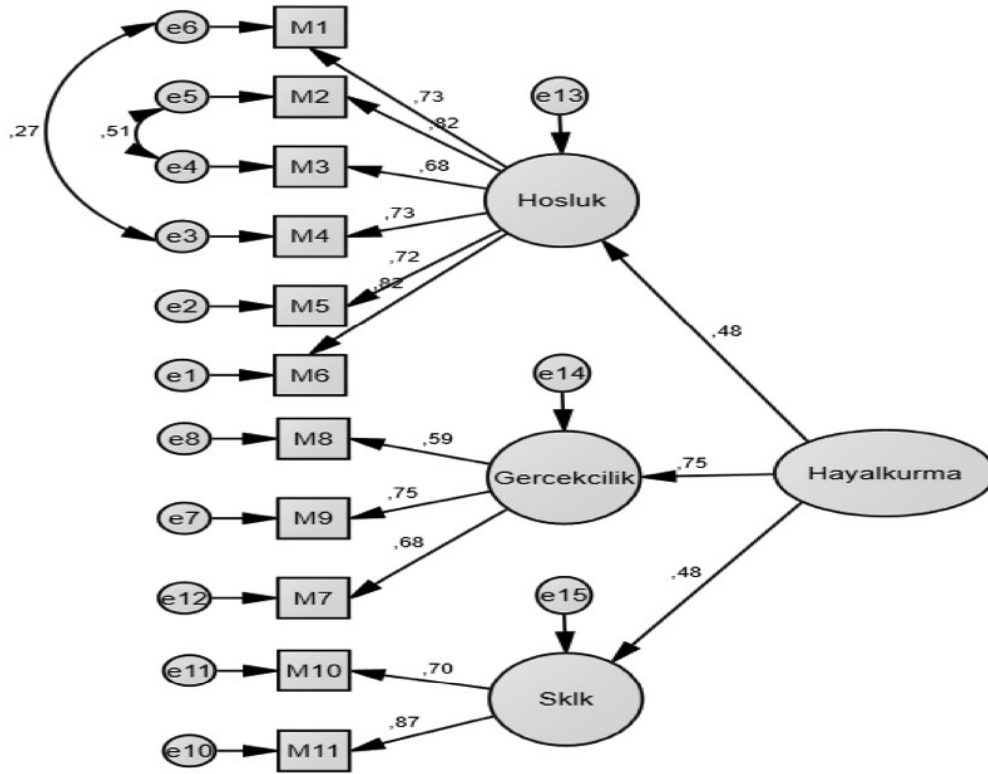 e6
M1
e5
M2
e4
M3
e3
M4
e2
M5
e1
M6
e8
M8
e7
M9
e12
M7
e11
M10
e10
M11
,27
,51
,73
,82
,68
,73
,72
,82
,59
,75
,68
,70
,87
e13
Hosluk
e14
Gercekcilik
e15
Sklk
,48
,75
,48
Hayalkurma